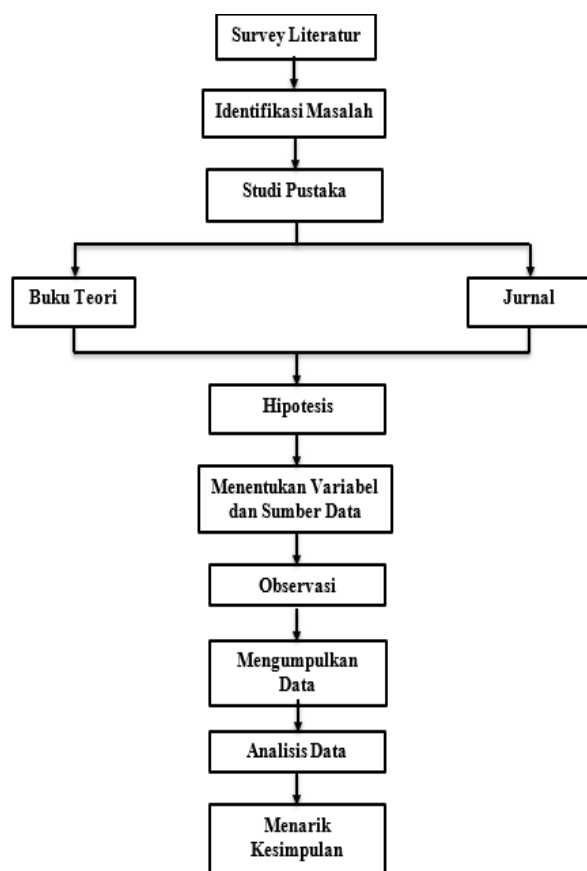 Survey Literatur
Identifikasi Masalah
Studi Pustaka
Buku Teori
Jurnal
Hipotesis
Menentukan Variabel
dan Sumber Data
Observasi
Mengumpulkan
Data
Analisis Data
Menarik
Kesimpulan